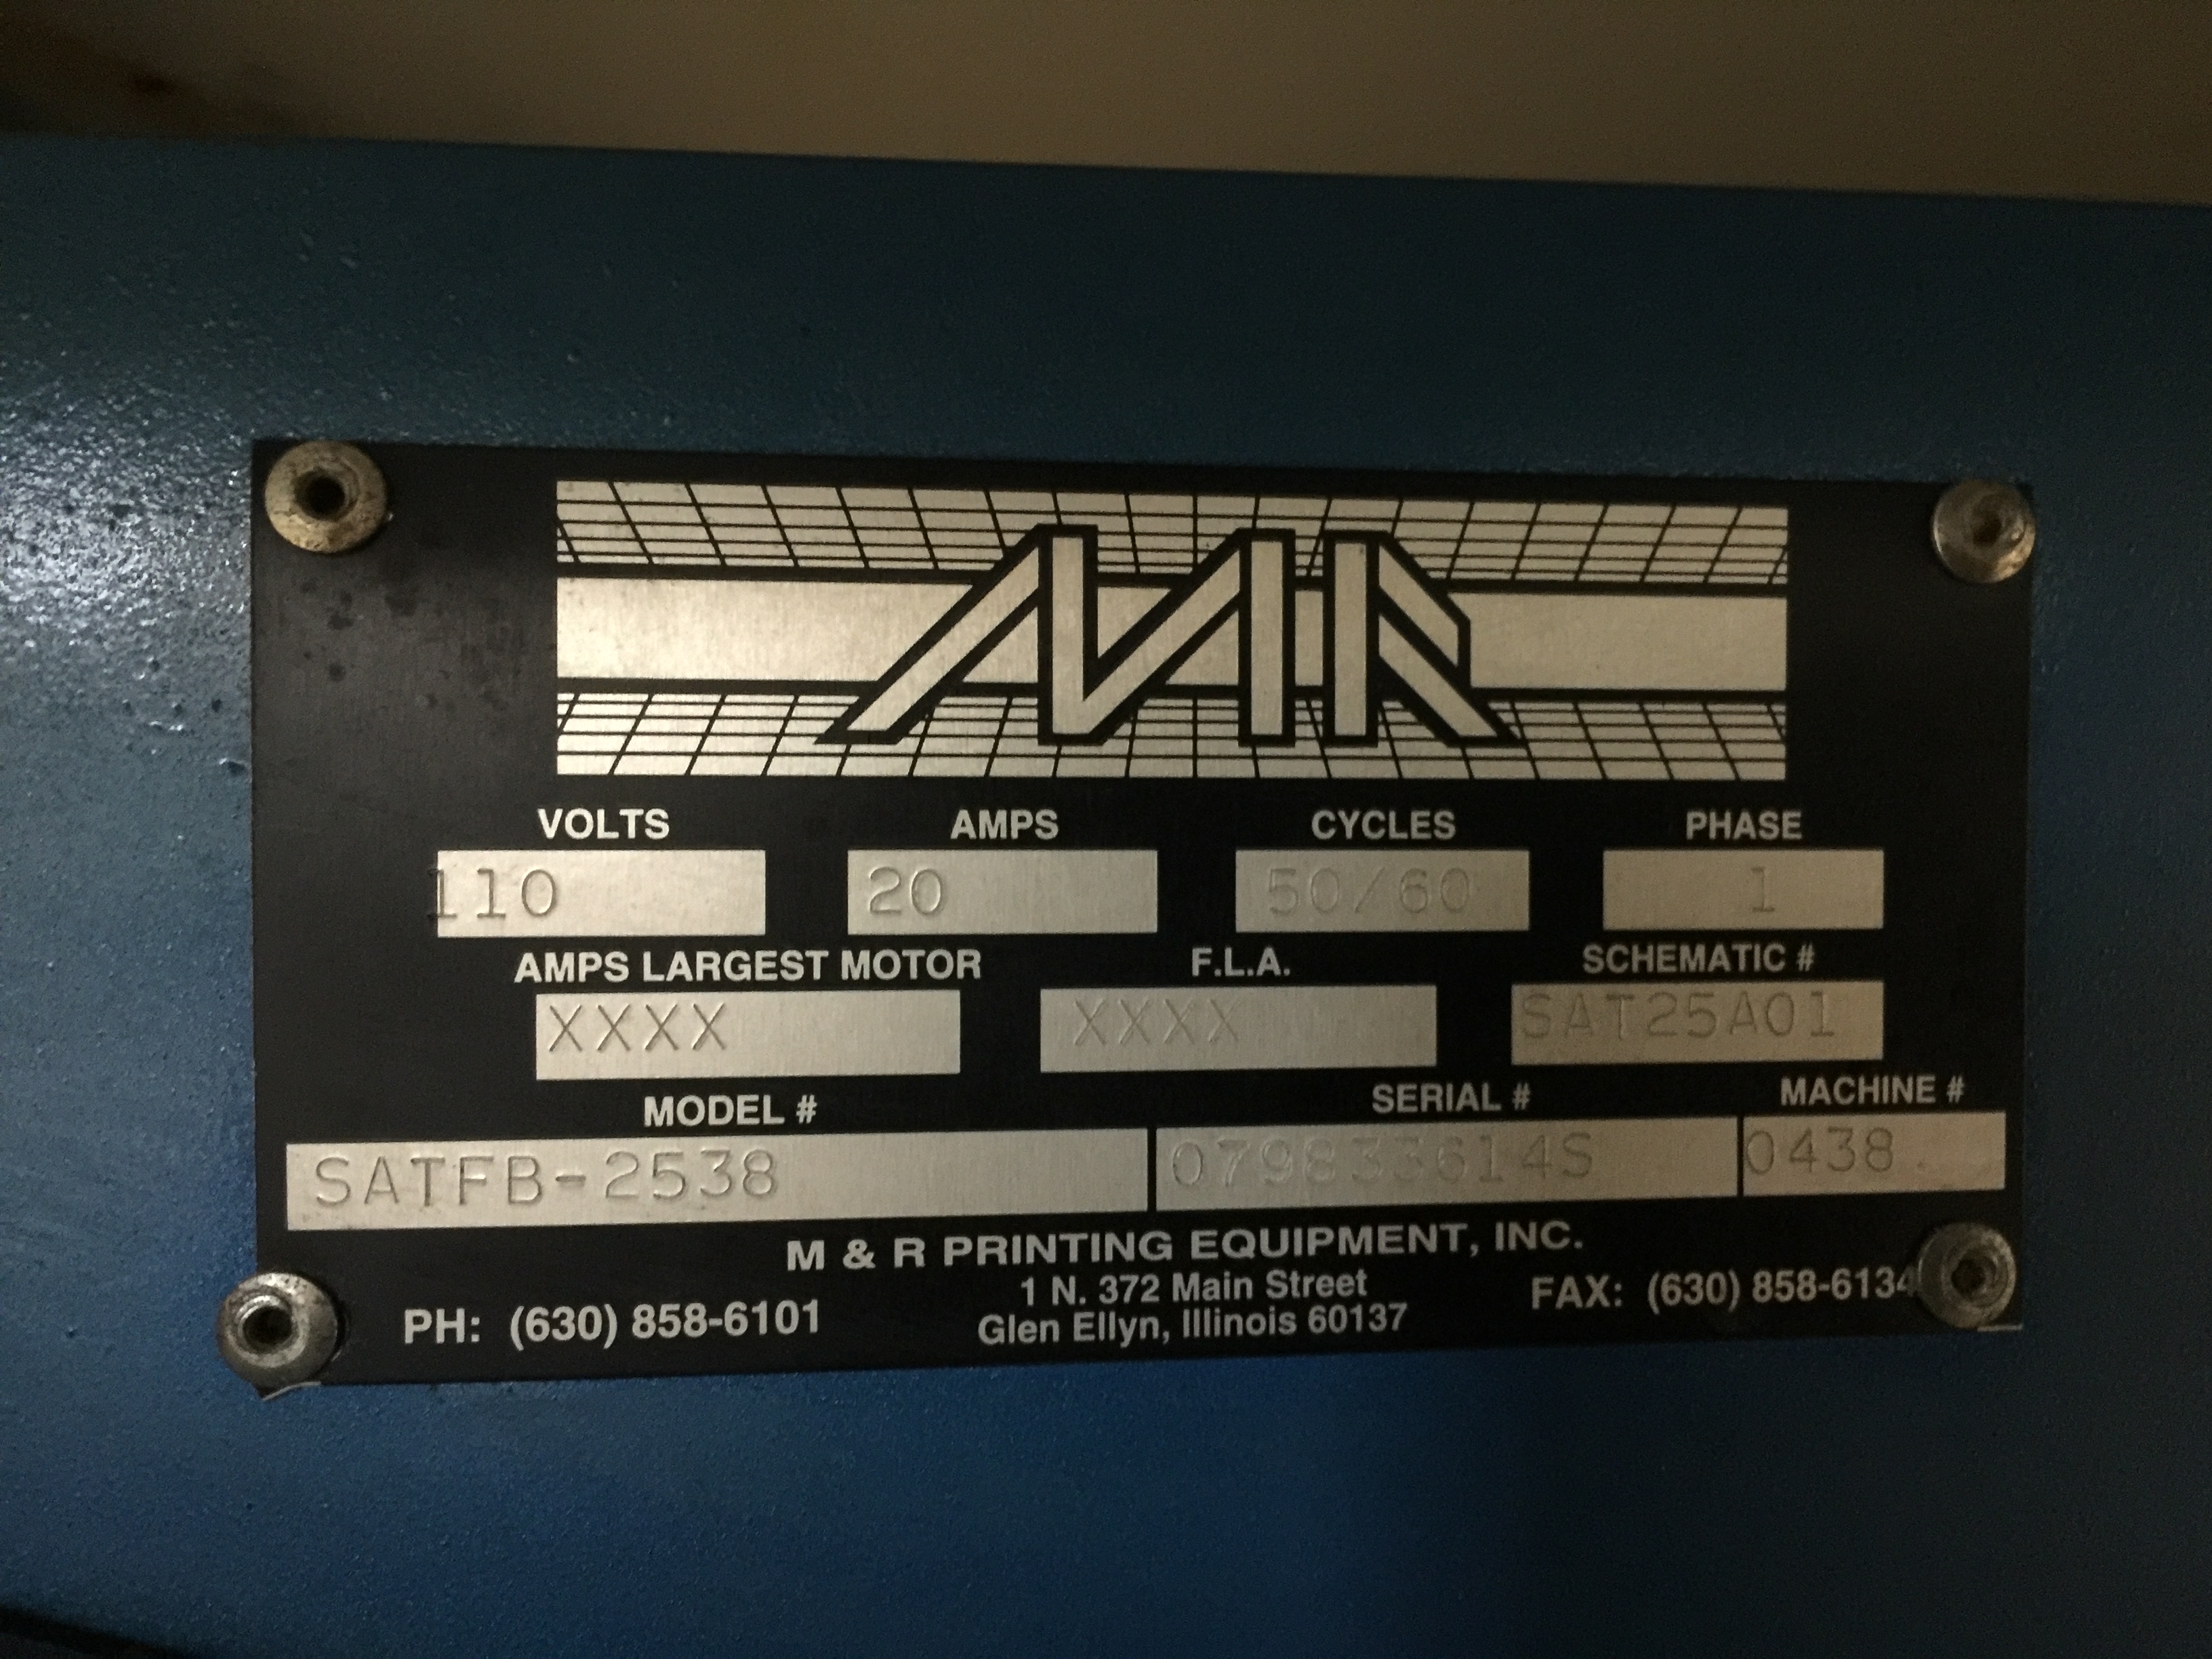 MR
VOLTS AMPS CYCLES PHASE
110 20 50/60 1
AMPS LARGEST MOTOR F.L.A. SCHEMATIC #
XXXX XXXX SAT25A01
MODEL # SERIAL # MACHINE #
SATFB-2538 079833614S 0438
M & R PRINTING EQUIPMENT, INC.
1 N. 372 Main Street
PH: (630) 858-6101 Glen Ellyn, Illinois 60137 FAX: (630) 858-6134